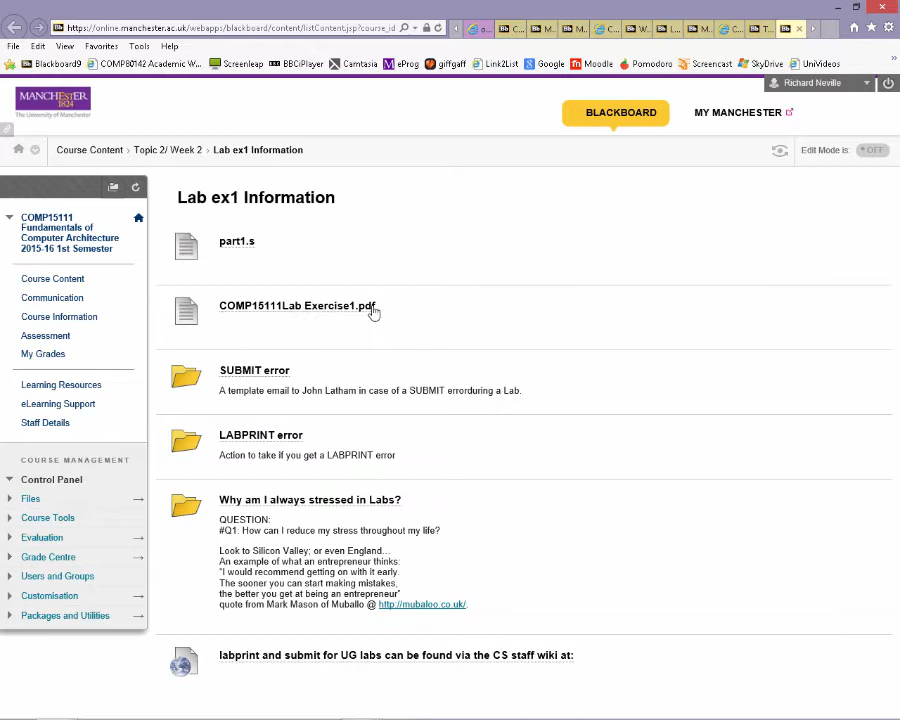 https://online.manchester.ac.uk/webapps/blackboard/content/listContent.jsp?course_id
File Edit View Favorites Tools Help
Blackboard9 COMP80142 Academic W... Screenleap BBCiPlayer Camtasia eProg giffgaff Link2List Google Moodle Pomodoro Screencast SkyDrive UniVideos
Richard Neville
MANCHESTER
1824
The University of Manchester
BLACKBOARD
MY MANCHESTER
Course Content > Topic 2/ Week 2 > Lab ex1 Information
Edit Mode is: OFF
COMP15111
Fundamentals of
Computer Architecture
2015-16 1st Semester
Course Content
Communication
Course Information
Assessment
My Grades
Learning Resources
eLearning Support
Staff Details
COURSE MANAGEMENT
Control Panel
Files
Course Tools
Evaluation
Grade Centre
Users and Groups
Customisation
Packages and Utilities
Lab ex1 Information
part1.s
COMP15111Lab Exercise1.pdf
SUBMIT error
A template email to John Latham in case of a SUBMIT errorduring a Lab.
LABPRINT error
Action to take if you get a LABPRINT error
Why am I always stressed in Labs?
QUESTION:
#Q1: How can I reduce my stress throughout my life?
Look to Silicon Valley; or even England...
An example of what an entrepreneur thinks:
"I would recommend getting on with it early.
The sooner you can start making mistakes,
the better you get at being an entrepreneur"
quote from Mark Mason of Muballo @ http://mubaloo.co.uk/.
labprint and submit for UG labs can be found via the CS staff wiki at: